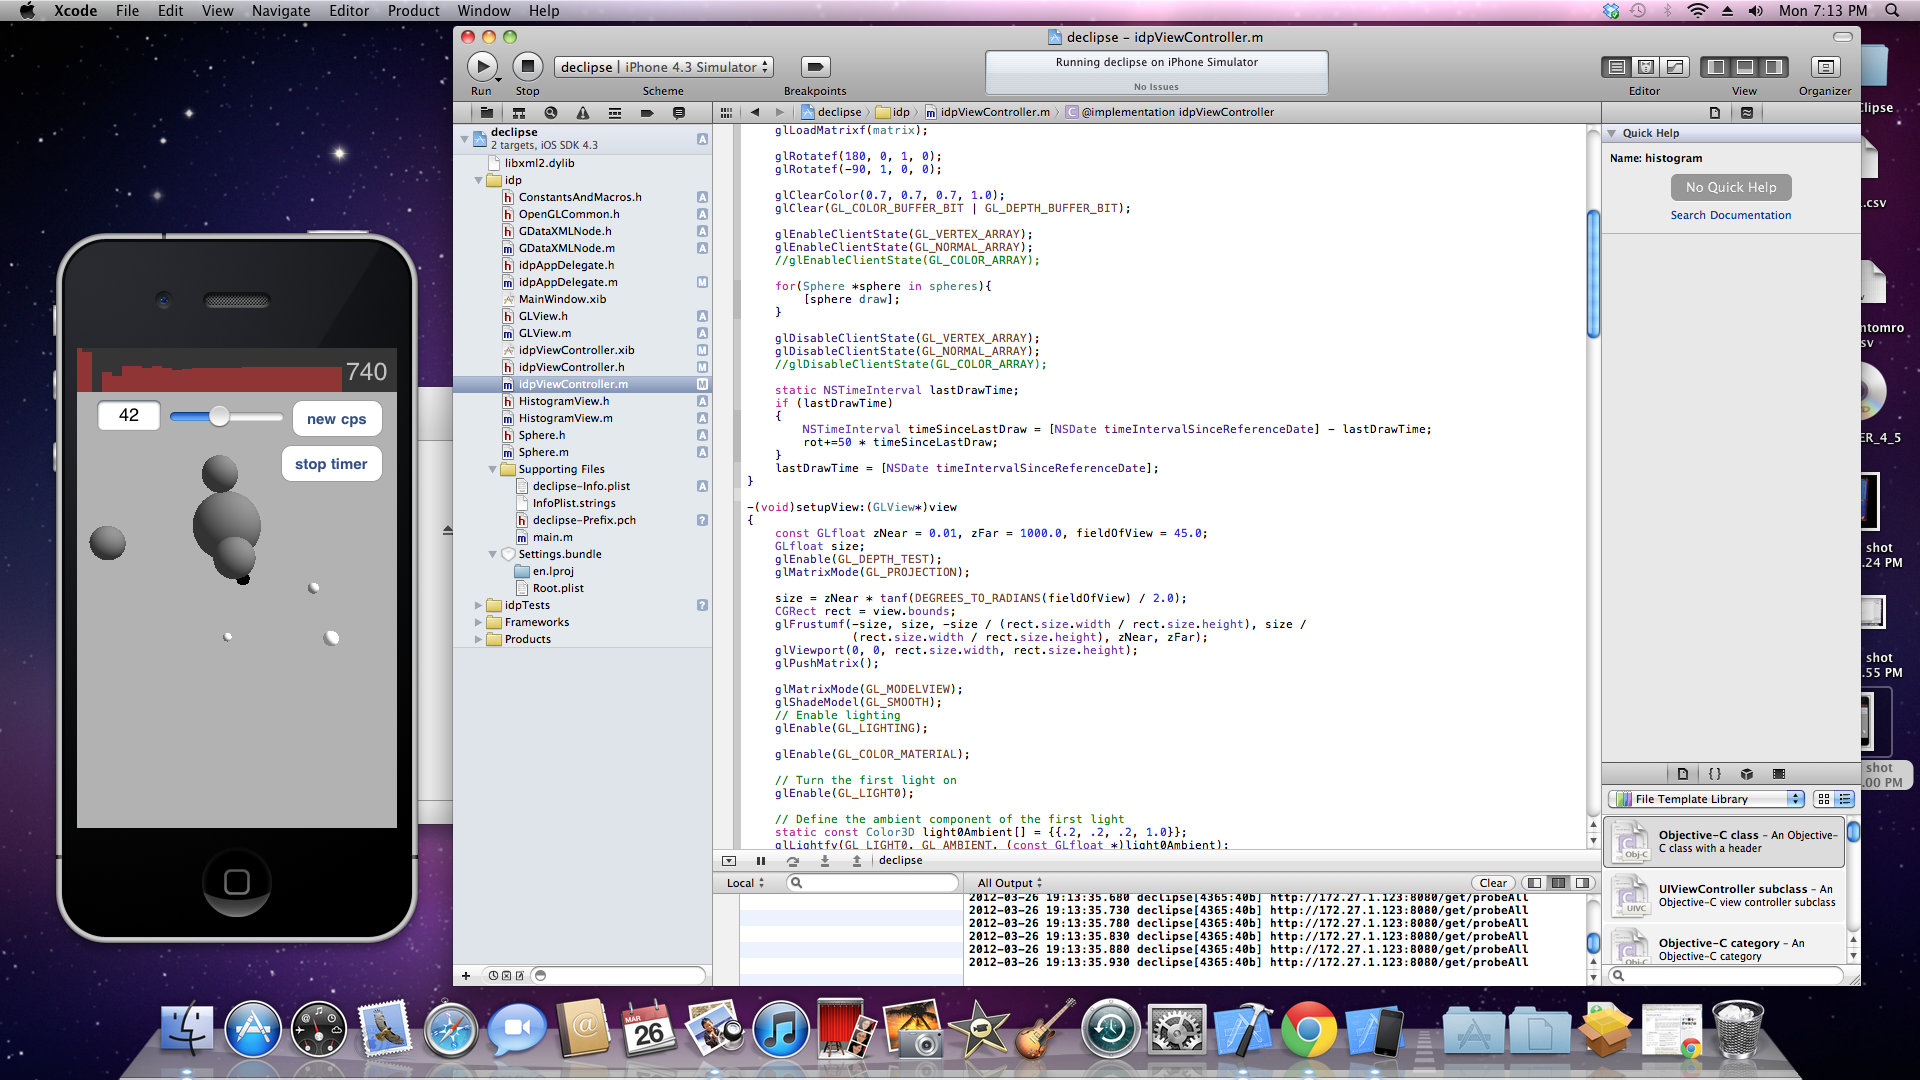 Xcode File Edit View Navigate Editor Product Window Help
Mon 7:13 PM
declipse – idpViewController.m
declipse | iPhone 4.3 Simulator
Running declipse on iPhone Simulator
No Issues
Run Stop Scheme Breakpoints Editor View Organizer
declipse idp idpViewController.m @implementation idpViewController
declipse A
2 targets, iOS SDK 4.3
libxml2.dylib
idp
ConstantsAndMacros.h A
OpenGLCommon.h A
GDataXMLNode.h A
GDataXMLNode.m A
idpAppDelegate.h
idpAppDelegate.m M
MainWindow.xib
GLView.h A
GLView.m A
idpViewController.xib M
idpViewController.h M
idpViewController.m M
HistogramView.h A
HistogramView.m A
Sphere.h A
Sphere.m A
Supporting Files
declipse-Info.plist A
InfoPlist.strings
declipse-Prefix.pch ?
main.m
Settings.bundle
en.lproj
Root.plist
idpTests ?
Frameworks
Products
740
42
new cps
stop timer
glLoadMatrixf(matrix);
glRotatef(180, 0, 1, 0);
glRotatef(-90, 1, 0, 0);
glClearColor(0.7, 0.7, 0.7, 1.0);
glClear(GL_COLOR_BUFFER_BIT | GL_DEPTH_BUFFER_BIT);
glEnableClientState(GL_VERTEX_ARRAY);
glEnableClientState(GL_NORMAL_ARRAY);
//glEnableClientState(GL_COLOR_ARRAY);
for(Sphere *sphere in spheres){
[sphere draw];
}
glDisableClientState(GL_VERTEX_ARRAY);
glDisableClientState(GL_NORMAL_ARRAY);
//glDisableClientState(GL_COLOR_ARRAY);
static NSTimeInterval lastDrawTime;
if (lastDrawTime)
{
NSTimeInterval timeSinceLastDraw = [NSDate timeIntervalSinceReferenceDate] - lastDrawTime;
rot+=50 * timeSinceLastDraw;
}
lastDrawTime = [NSDate timeIntervalSinceReferenceDate];
}
-(void)setupView:(GLView*)view
{
const GLfloat zNear = 0.01, zFar = 1000.0, fieldOfView = 45.0;
GLfloat size;
glEnable(GL_DEPTH_TEST);
glMatrixMode(GL_PROJECTION);
size = zNear * tanf(DEGREES_TO_RADIANS(fieldOfView) / 2.0);
CGRect rect = view.bounds;
glFrustumf(-size, size, -size / (rect.size.width / rect.size.height), size /
(rect.size.width / rect.size.height), zNear, zFar);
glViewport(0, 0, rect.size.width, rect.size.height);
glPushMatrix();
glMatrixMode(GL_MODELVIEW);
glShadeModel(GL_SMOOTH);
// Enable lighting
glEnable(GL_LIGHTING);
glEnable(GL_COLOR_MATERIAL);
// Turn the first light on
glEnable(GL_LIGHT0);
// Define the ambient component of the first light
static const Color3D light0Ambient[] = {{.2, .2, .2, 1.0}};
glLightfv(GL_LIGHT0, GL_AMBIENT, (const GLfloat *)light0Ambient);
declipse
Local
All Output
Clear
2012-03-26 19:13:35.680 declipse[4365:40b] http://172.27.1.123:8080/get/probeAll
2012-03-26 19:13:35.730 declipse[4365:40b] http://172.27.1.123:8080/get/probeAll
2012-03-26 19:13:35.780 declipse[4365:40b] http://172.27.1.123:8080/get/probeAll
2012-03-26 19:13:35.830 declipse[4365:40b] http://172.27.1.123:8080/get/probeAll
2012-03-26 19:13:35.880 declipse[4365:40b] http://172.27.1.123:8080/get/probeAll
2012-03-26 19:13:35.930 declipse[4365:40b] http://172.27.1.123:8080/get/probeAll
Quick Help
Name: histogram
No Quick Help
Search Documentation
File Template Library
Objective-C class – An Objective-
C class with a header
Obj-C
UIViewController subclass – An
Objective-C view controller subclass
UIVC
Objective-C category – An
Objective-C category
Obj-C
clipse
.csv
ntomro
sv
ER_4_5
shot
.24 PM
shot
.55 PM
shot
.00 PM
MAR
26